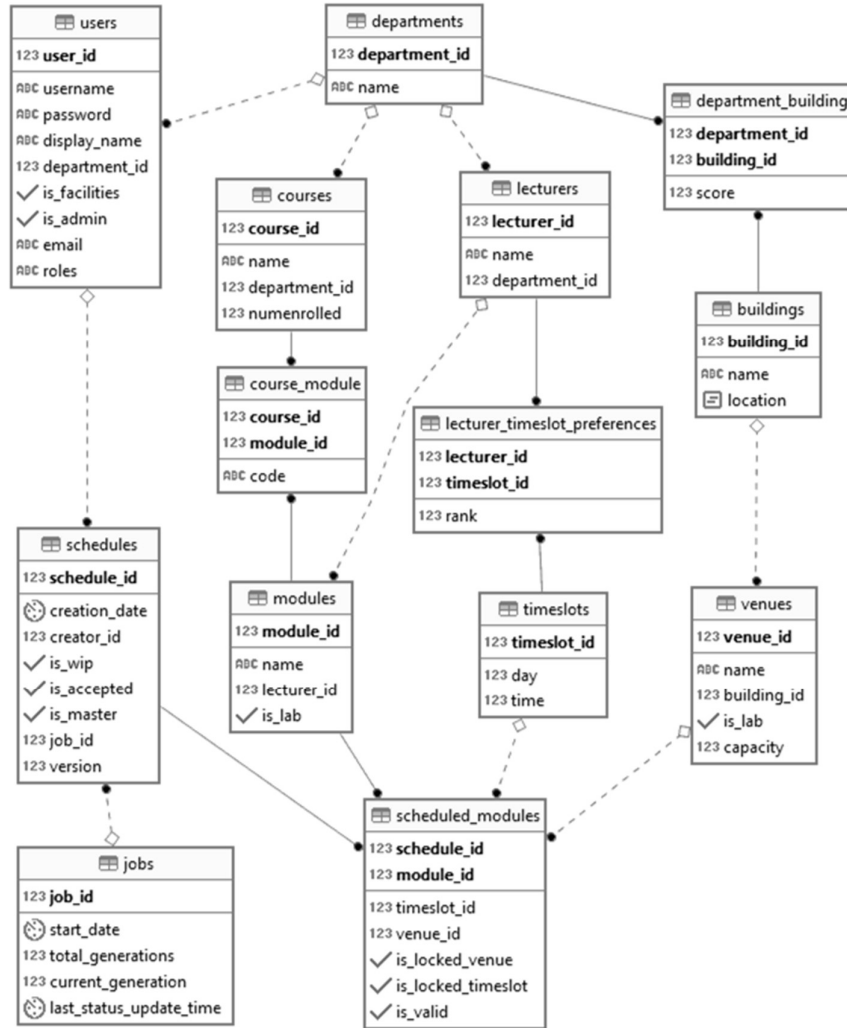 users
123 user_id
ABC username
ABC password
ABC display_name
123 department_id
is_facilities
is_admin
ABC email
ABC roles
departments
123 department_id
ABC name
department_building
123 department_id
123 building_id
123 score
courses
123 course_id
ABC name
123 department_id
123 numenrolled
lecturers
123 lecturer_id
ABC name
123 department_id
buildings
123 building_id
ABC name
location
course_module
123 course_id
123 module_id
ABC code
lecturer_timeslot_preferences
123 lecturer_id
123 timeslot_id
123 rank
schedules
123 schedule_id
creation_date
123 creator_id
is_wip
is_accepted
is_master
123 job_id
123 version
modules
123 module_id
ABC name
123 lecturer_id
is_lab
timeslots
123 timeslot_id
123 day
123 time
venues
123 venue_id
ABC name
123 building_id
is_lab
123 capacity
jobs
123 job_id
start_date
123 total_generations
123 current_generation
last_status_update_time
scheduled_modules
123 schedule_id
123 module_id
123 timeslot_id
123 venue_id
is_locked_venue
is_locked_timeslot
is_valid